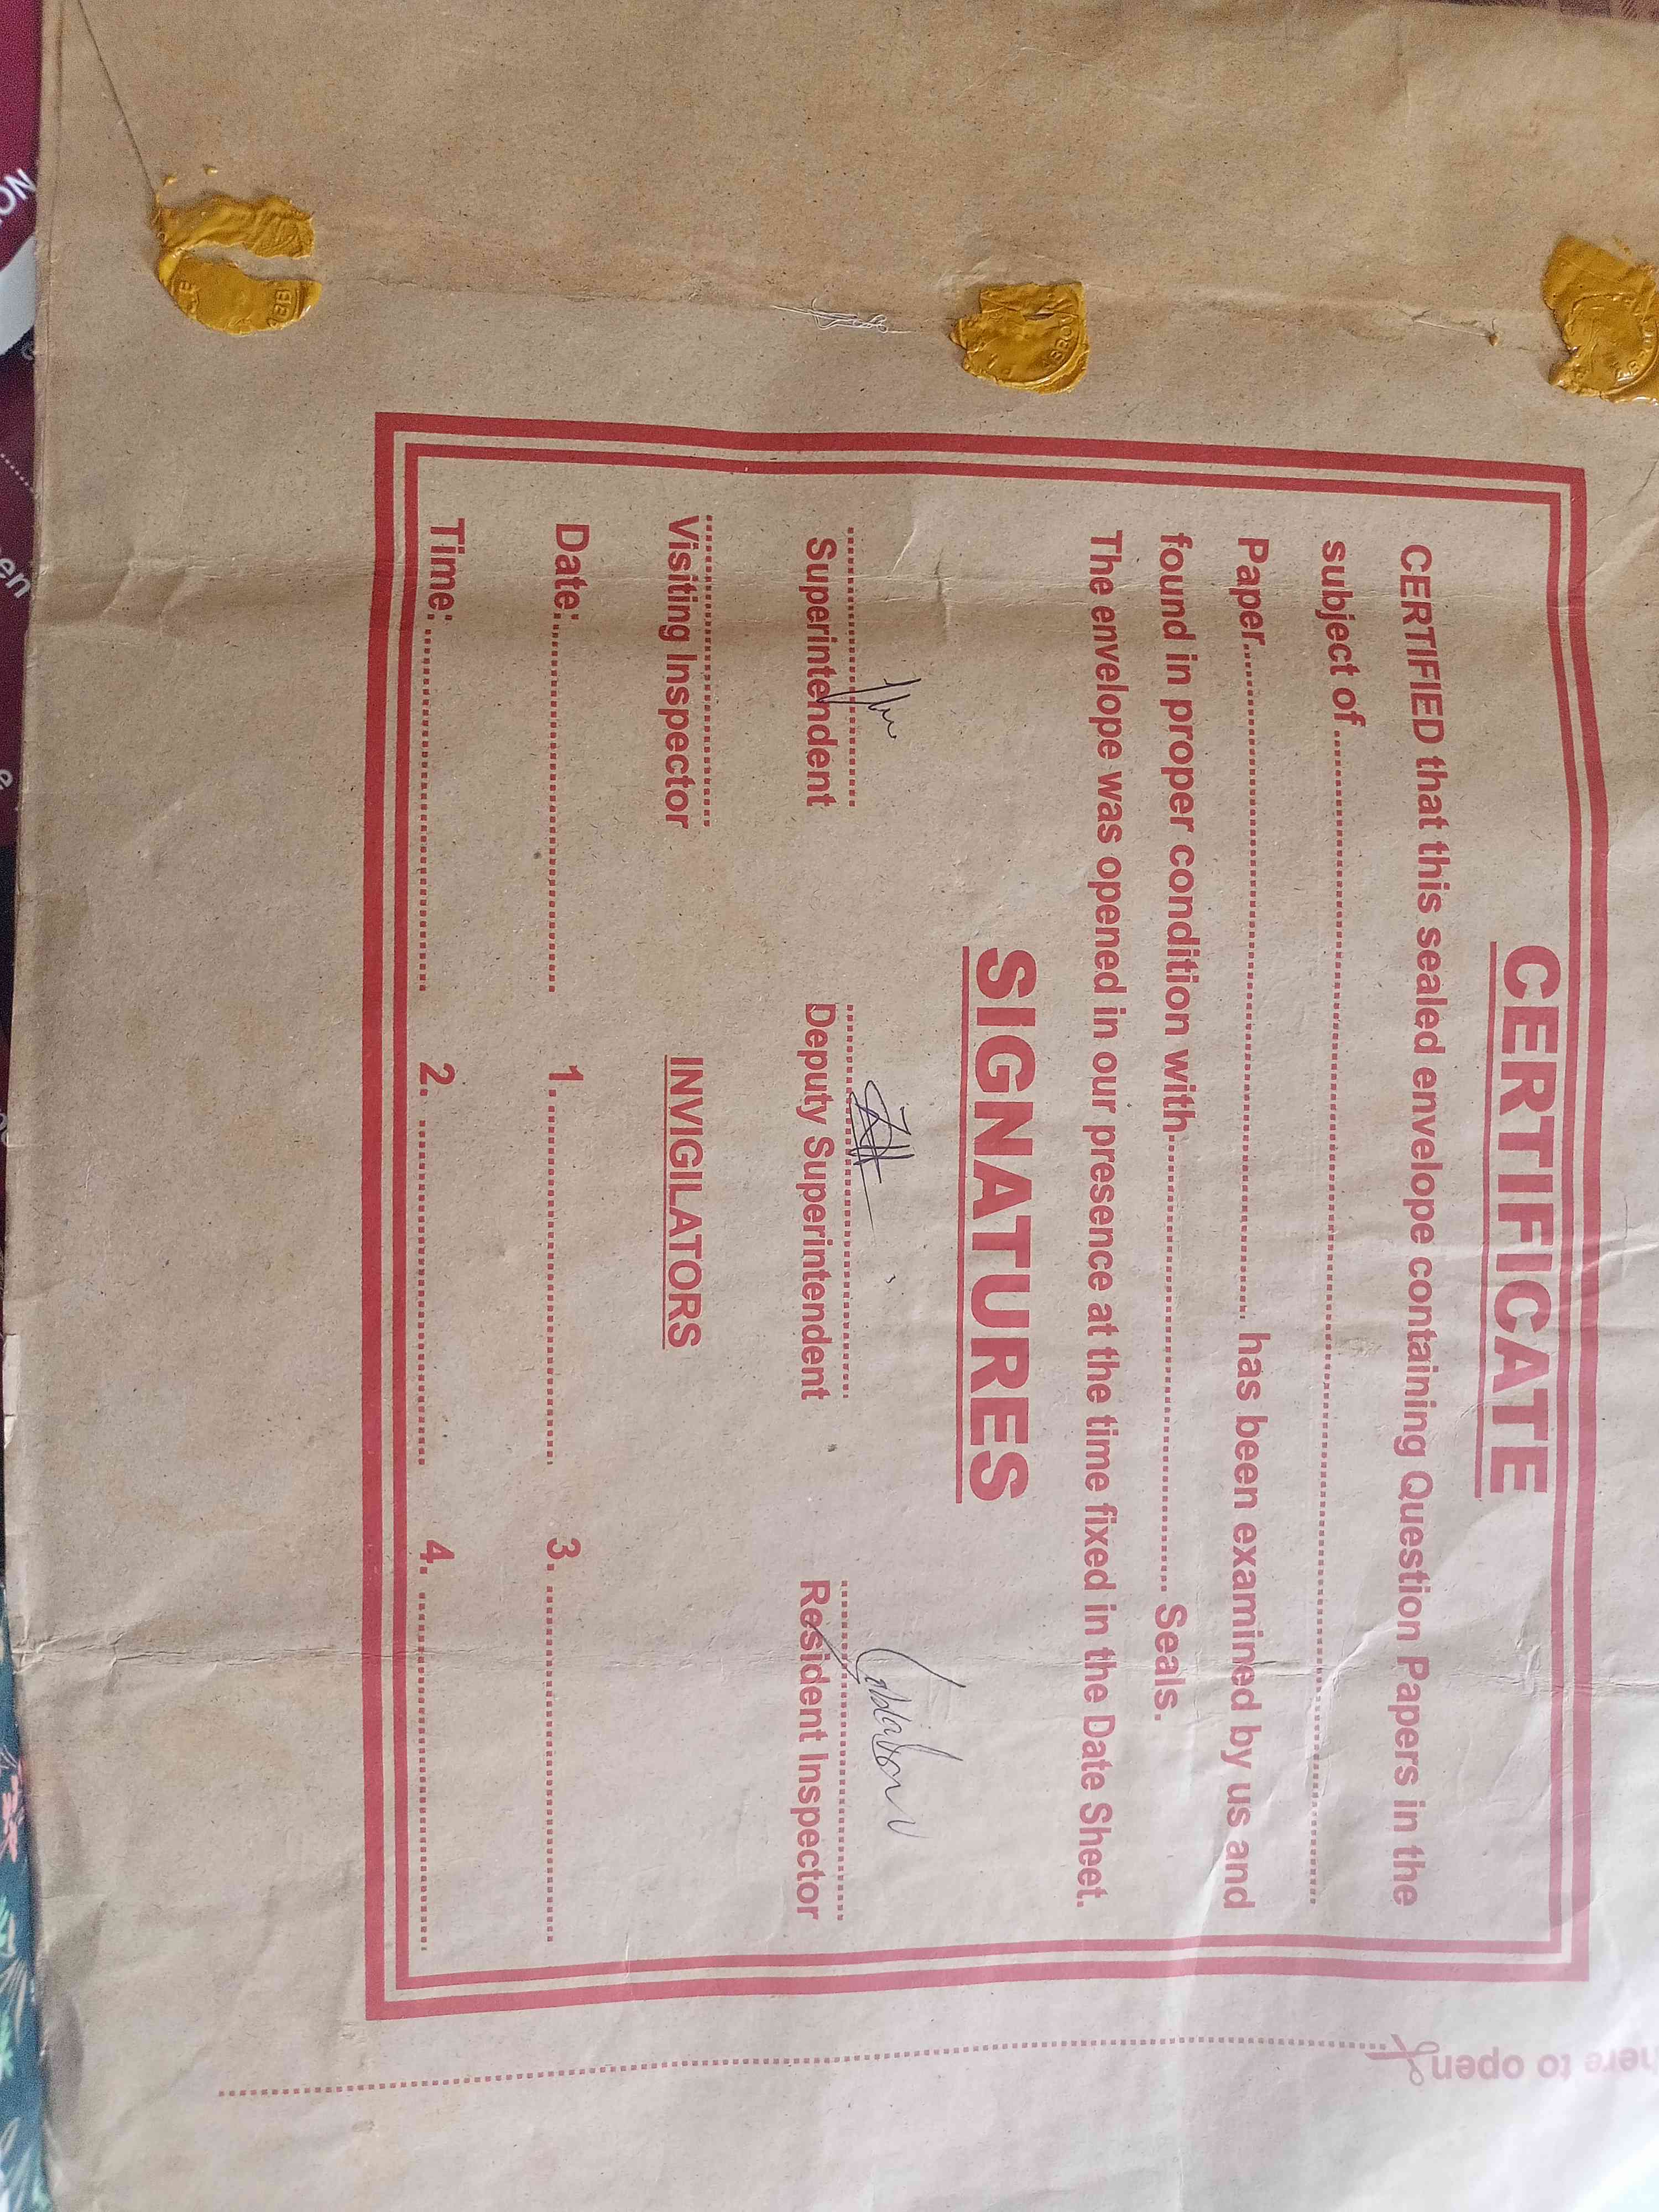 CERTIFICATE
CERTIFIED that this sealed envelope containing Question Papers in the
subject of..........
Paper.......... has been examined by us and
found in proper condition with.......... Seals.
The envelope was opened in our presence at the time fixed in the Date Sheet.
SIGNATURES
Superintendent Deputy Superintendent Resident Inspector
Visiting Inspector INVIGILATORS
Date:.......... 1. .......... 3. ..........
Time:.......... 2. .......... 4. ..........
here to open